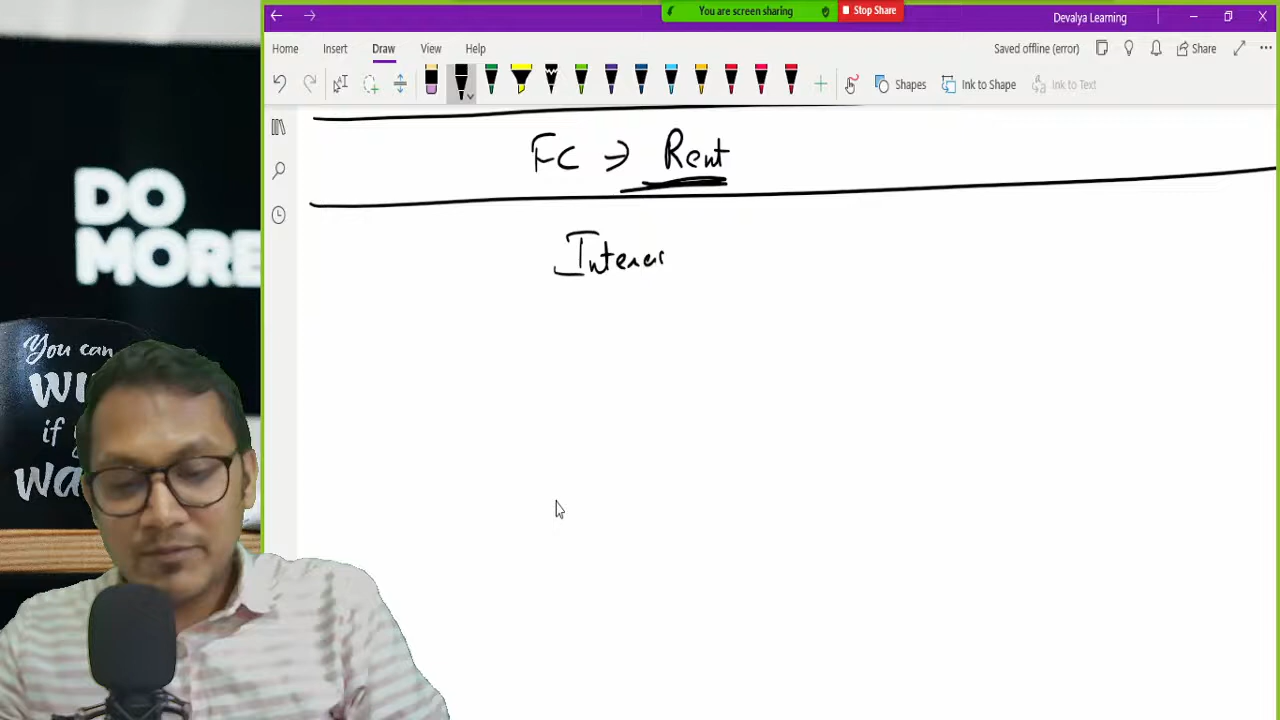 You are screen sharing
Stop Share
Devalya Learning
Home Insert Draw View Help
Saved offline (error)
Share
Shapes
Ink to Shape
Ink to Text
FC ⇒ Rent
DO
MORE
You can
if
wa